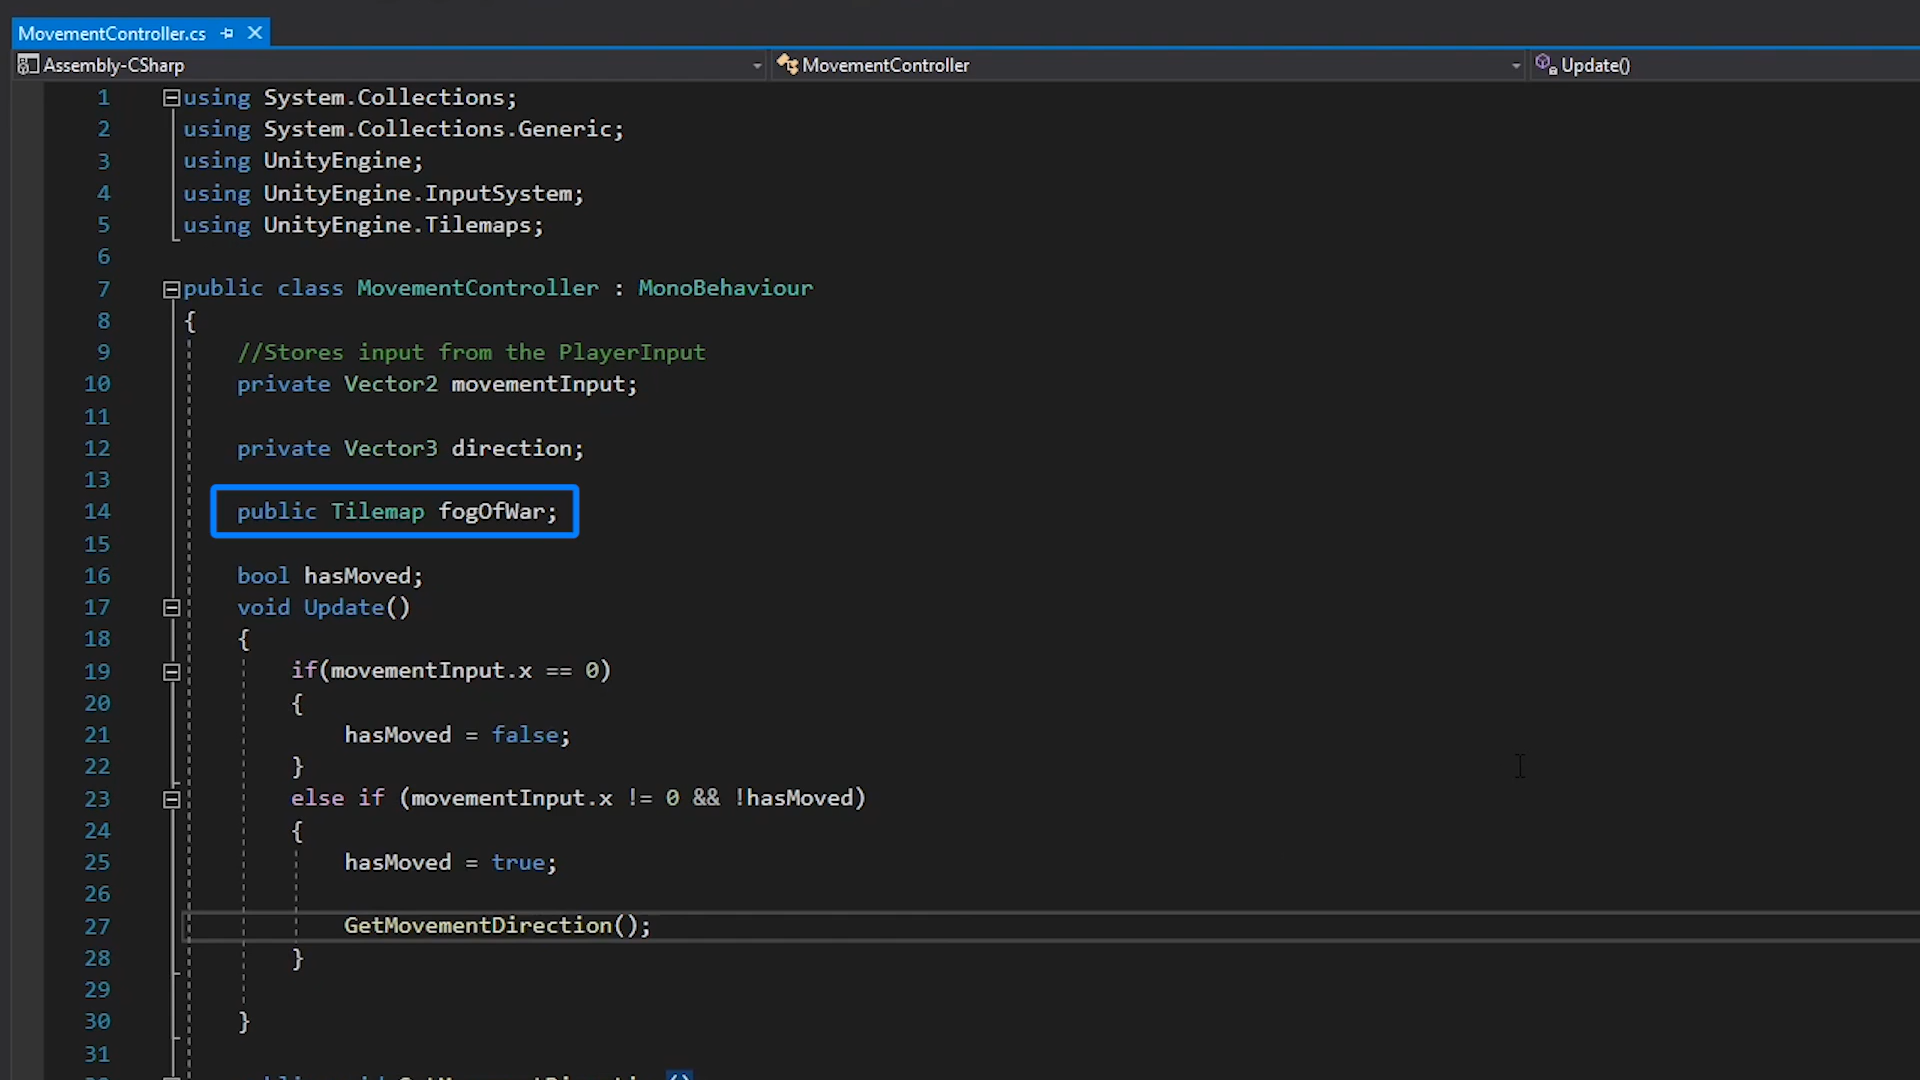 MovementController.cs
Assembly-CSharp MovementController Update()
1 using System.Collections;
2 using System.Collections.Generic;
3 using UnityEngine;
4 using UnityEngine.InputSystem;
5 using UnityEngine.Tilemaps;
6
7 public class MovementController : MonoBehaviour
8 {
9 //Stores input from the PlayerInput
10 private Vector2 movementInput;
11
12 private Vector3 direction;
13
14 public Tilemap fogOfWar;
15
16 bool hasMoved;
17 void Update()
18 {
19 if(movementInput.x == 0)
20 {
21 hasMoved = false;
22 }
23 else if (movementInput.x != 0 && !hasMoved)
24 {
25 hasMoved = true;
26
27 GetMovementDirection();
28 }
29
30 }
31